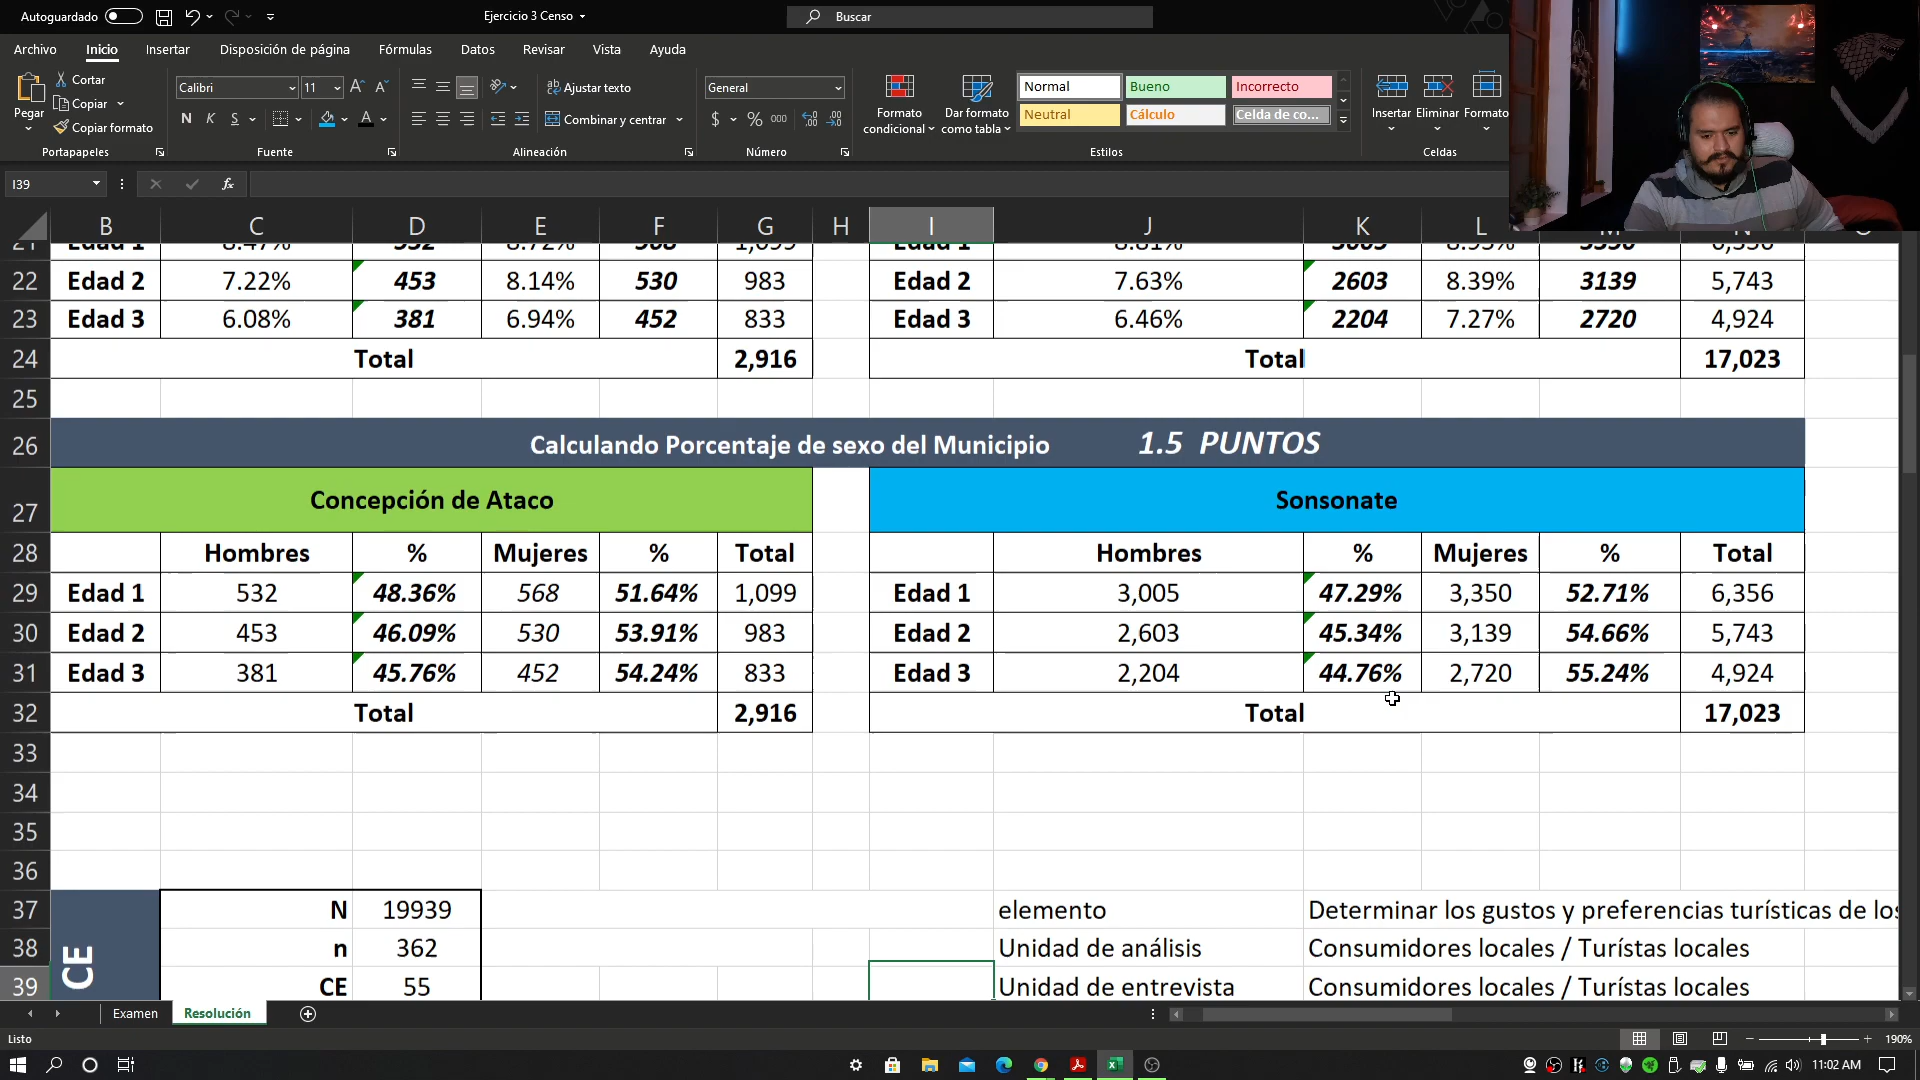 Autoguardado
Ejercicio 3 Censo
Buscar
Archivo Inicio Insertar Disposición de página Fórmulas Datos Revisar Vista Ayuda
Pegar
Cortar
Copiar
Copiar formato
Portapapeles
Calibri 11
N K S
Fuente
Ajustar texto
Combinar y centrar
Alineación
General
$ % 000
Número
Formato condicional
Dar formato como tabla
Normal Bueno Incorrecto
Neutral Cálculo Celda de co...
Estilos
Insertar Eliminar Formato
Celdas
I39
fx
B C D E F G H I J K L M N
22 Edad 2 7.22% 453 8.14% 530 983 Edad 2 7.63% 2603 8.39% 3139 5,743
23 Edad 3 6.08% 381 6.94% 452 833 Edad 3 6.46% 2204 7.27% 2720 4,924
24 Total 2,916 Total 17,023
25
26 Calculando Porcentaje de sexo del Municipio 1.5 PUNTOS
27 Concepción de Ataco Sonsonate
28 Hombres % Mujeres % Total Hombres % Mujeres % Total
29 Edad 1 532 48.36% 568 51.64% 1,099 Edad 1 3,005 47.29% 3,350 52.71% 6,356
30 Edad 2 453 46.09% 530 53.91% 983 Edad 2 2,603 45.34% 3,139 54.66% 5,743
31 Edad 3 381 45.76% 452 54.24% 833 Edad 3 2,204 44.76% 2,720 55.24% 4,924
32 Total 2,916 Total 17,023
33
34
35
36
37 N 19939 elemento Determinar los gustos y preferencias turísticas de los
38 n 362 Unidad de análisis Consumidores locales / Turístas locales
39 CE 55 Unidad de entrevista Consumidores locales / Turístas locales
CE
Examen Resolución
Listo
190%
11:02 AM